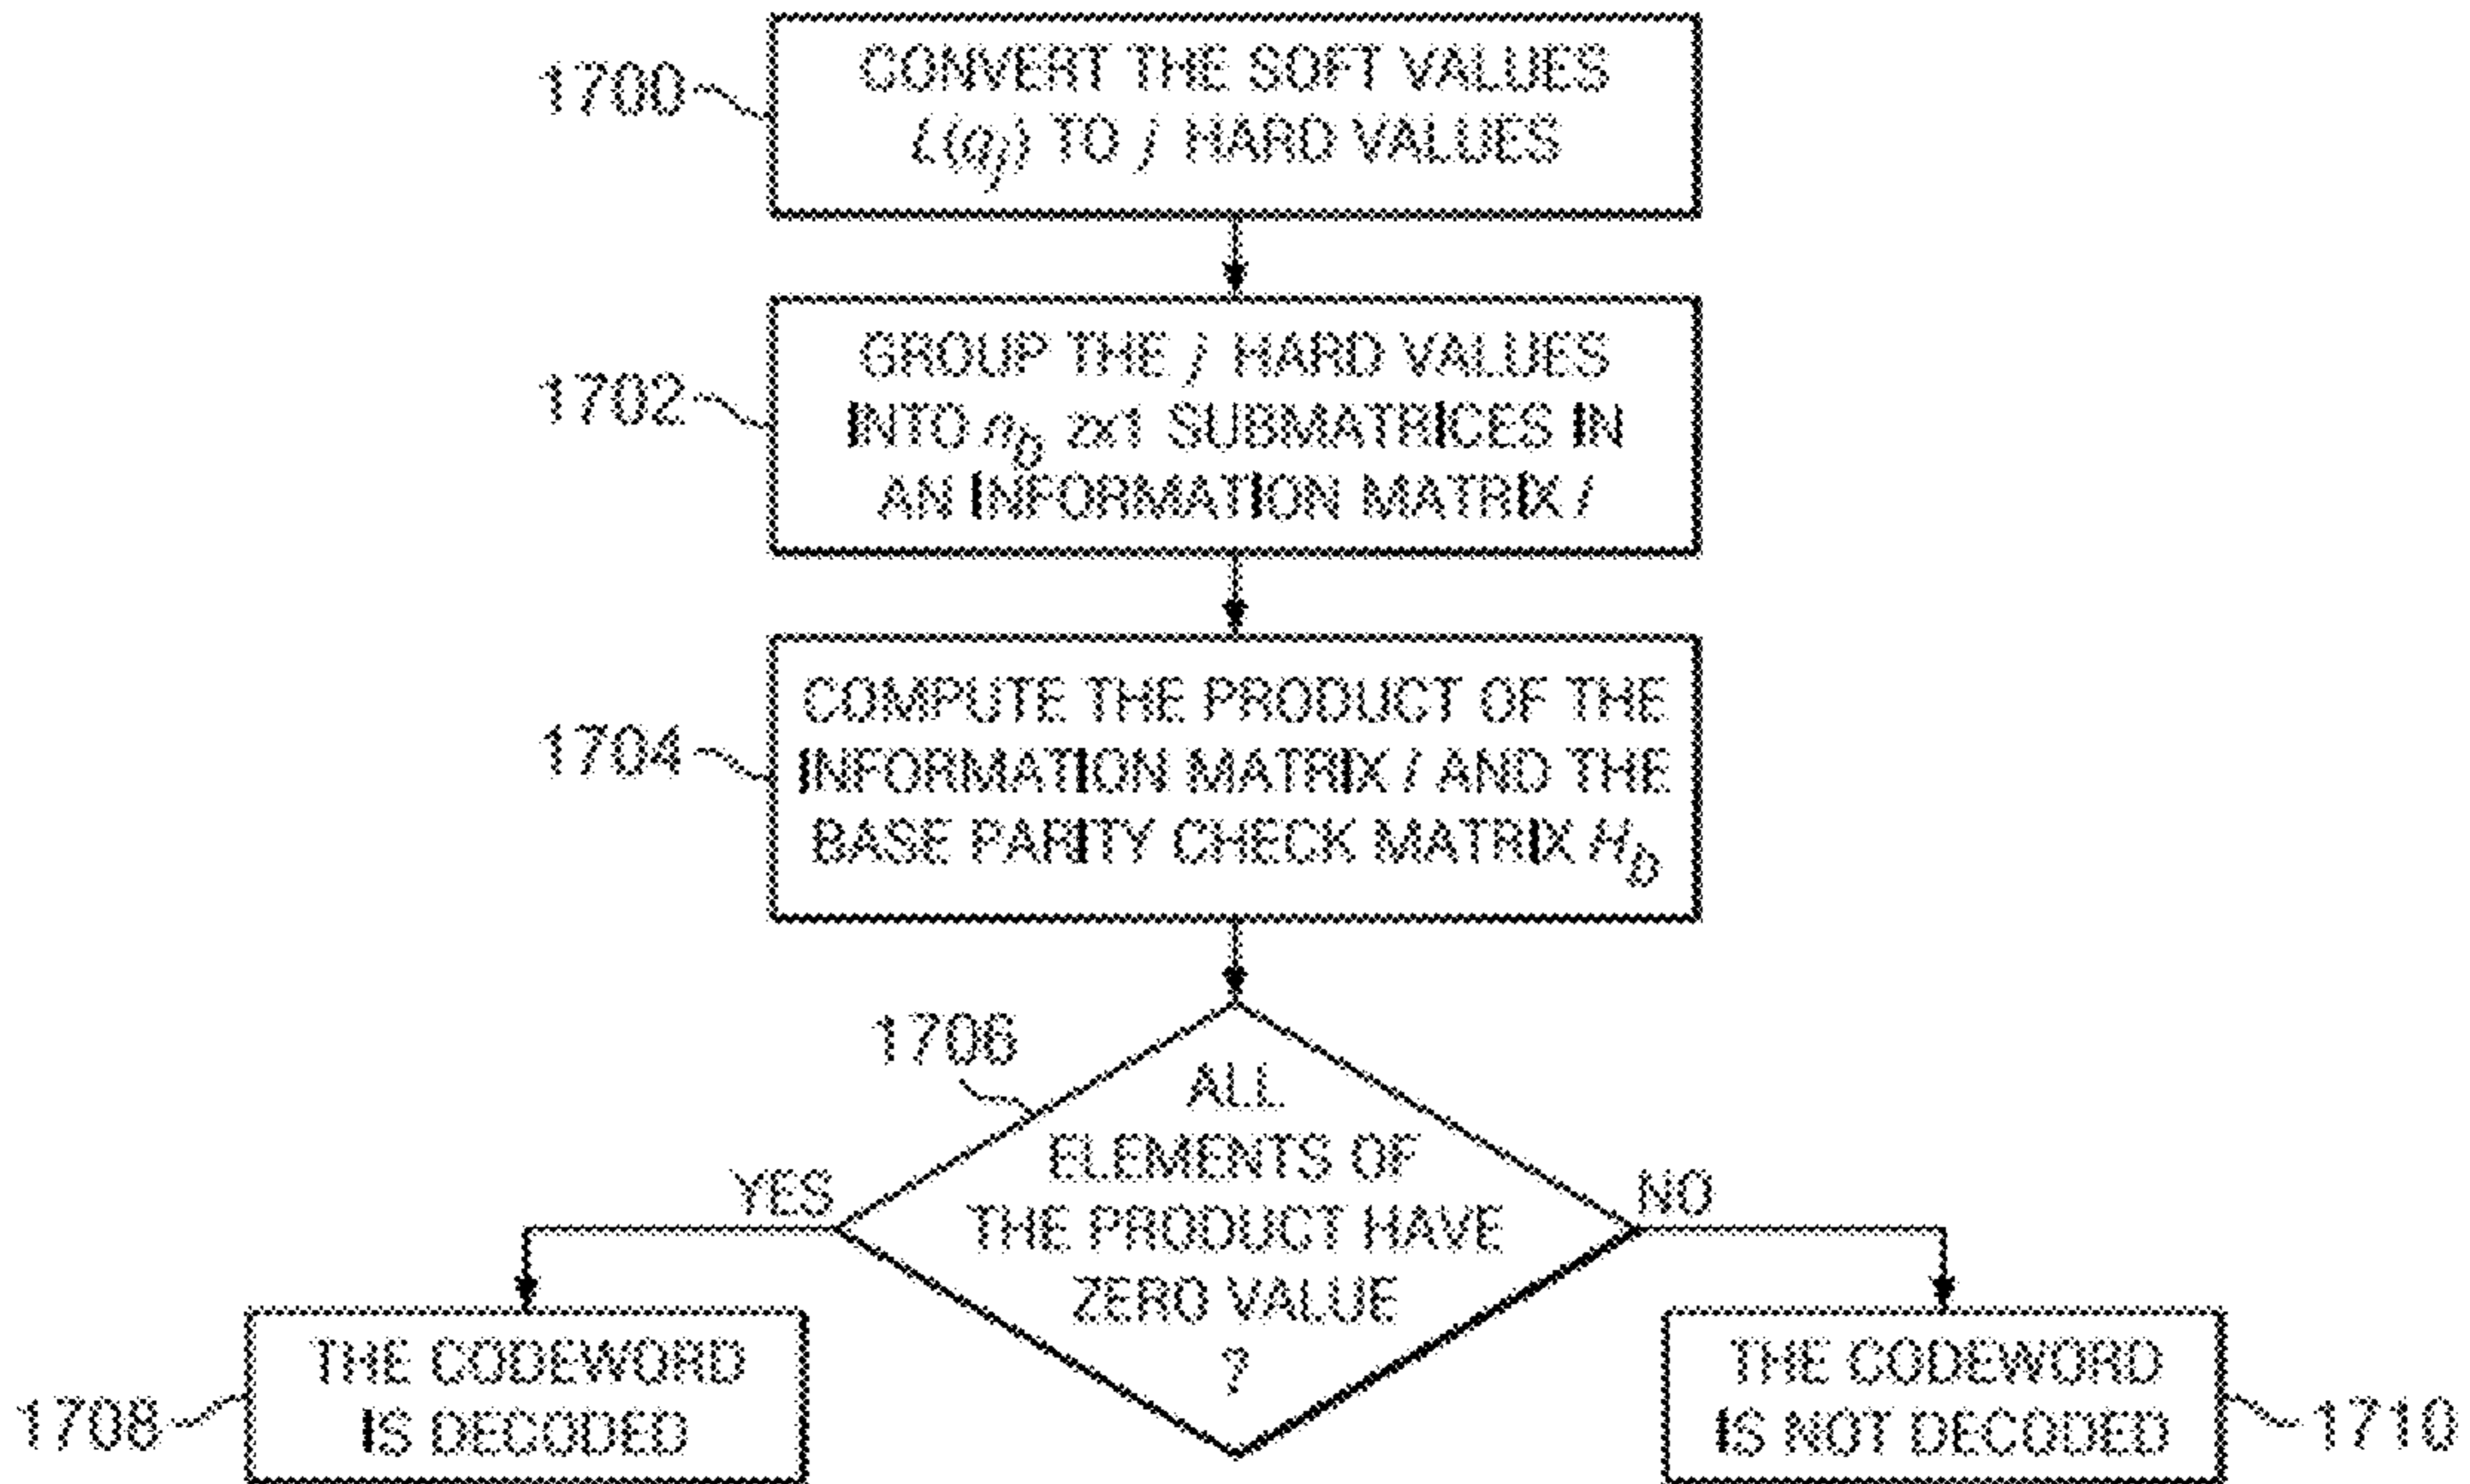 1700
CONVERT THE SOFT VALUES
L(qj) TO j HARD VALUES
1702
GROUP THE j HARD VALUES
INTO nb zx1 SUBMATRICES IN
AN INFORMATION MATRIX I
1704
COMPUTE THE PRODUCT OF THE
INFORMATION MATRIX I AND THE
BASE PARITY CHECK MATRIX Hb
1706
ALL
ELEMENTS OF
THE PRODUCT HAVE
ZERO VALUE
?
YES
NO
1708
THE CODEWORD
IS DECODED
THE CODEWORD
IS NOT DECODED
1710